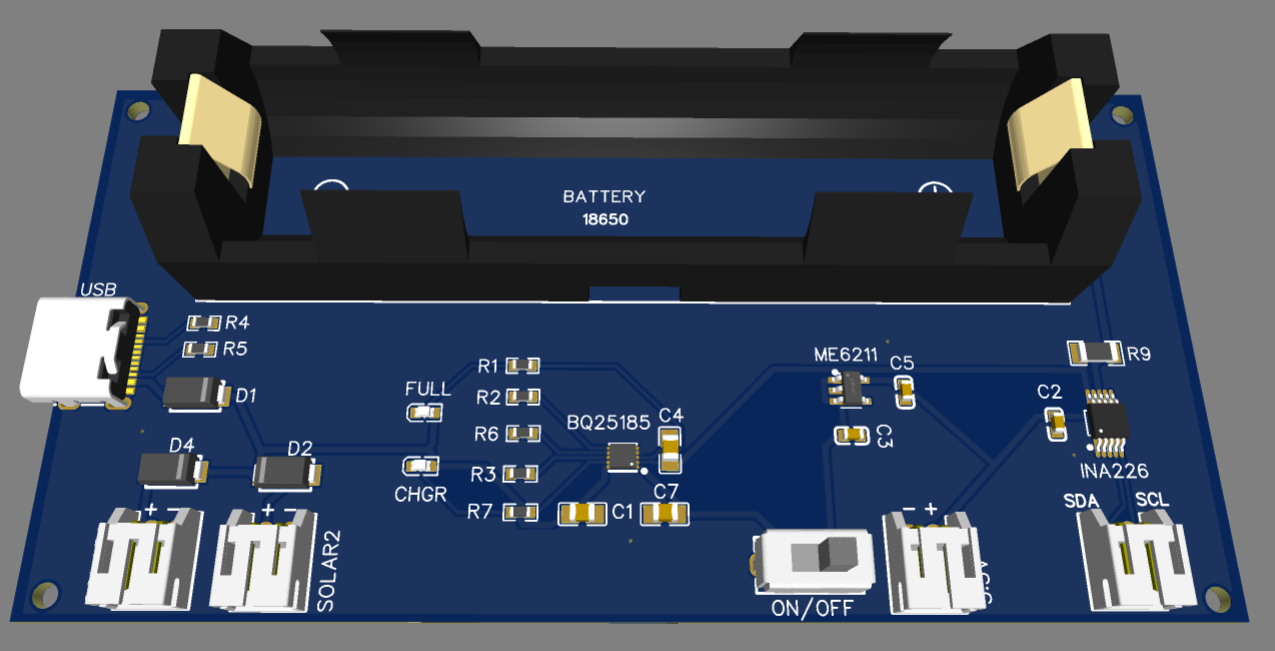 BATTERY
18650
USB
R4
R5
D1
D4
D2
+ -
+ -
SOLAR2
FULL
CHGR
R1
R2
R6
R3
R7
BQ25185
C4
C1
C7
ME6211
C5
C3
ON/OFF
- +
R9
C2
INA226
SDA
SCL